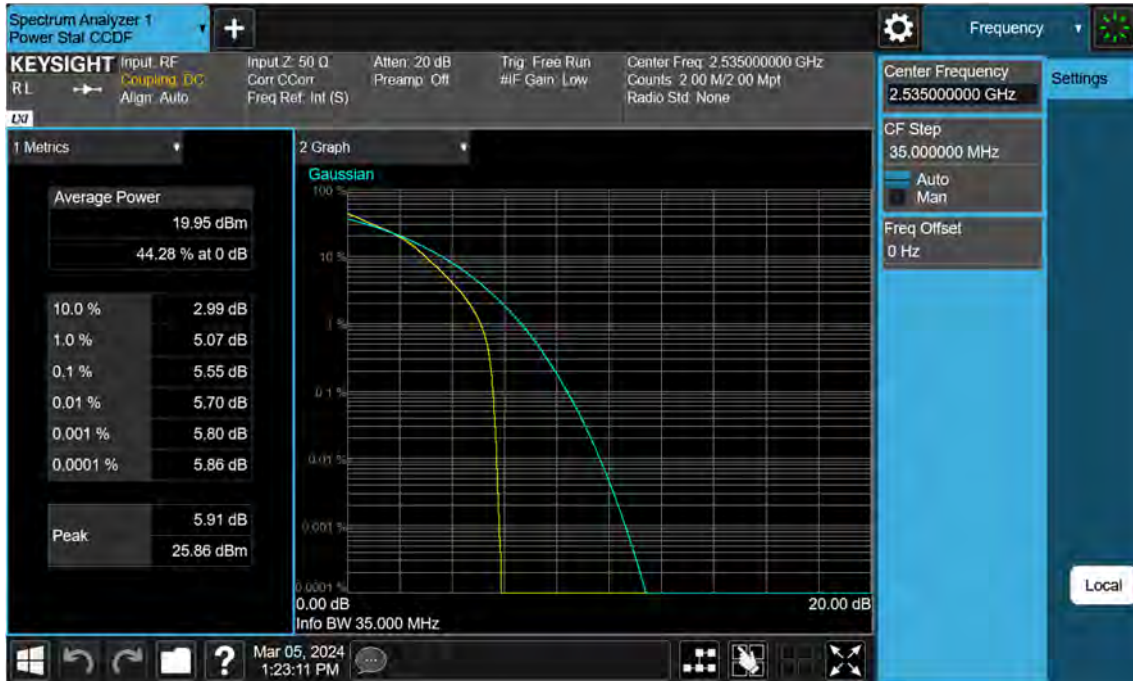 Spectrum Analyzer 1
Power Stat CCDF
+
Frequency
KEYSIGHT
RL
LXI
Input: RF
Coupling: DC
Align: Auto
Input Z: 50 Ω
Corr CCorr
Freq Ref: Int (S)
Atten: 20 dB
Preamp: Off
Trig: Free Run
#IF Gain: Low
Center Freq: 2.535000000 GHz
Counts: 2.00 M/2.00 Mpt
Radio Std: None
Center Frequency
2.535000000 GHz
Settings
CF Step
35.000000 MHz
Auto
Man
Freq Offset
0 Hz
1 Metrics
Average Power
19.95 dBm
44.28 % at 0 dB
10.0 % 2.99 dB
1.0 % 5.07 dB
0.1 % 5.55 dB
0.01 % 5.70 dB
0.001 % 5.80 dB
0.0001 % 5.86 dB
Peak
5.91 dB
25.86 dBm
2 Graph
Gaussian
100 %
10 %
1 %
0.1 %
0.01 %
0.001 %
0.0001 %
0.00 dB 20.00 dB
Info BW 35.000 MHz
Local
?
Mar 05, 2024
1:23:11 PM